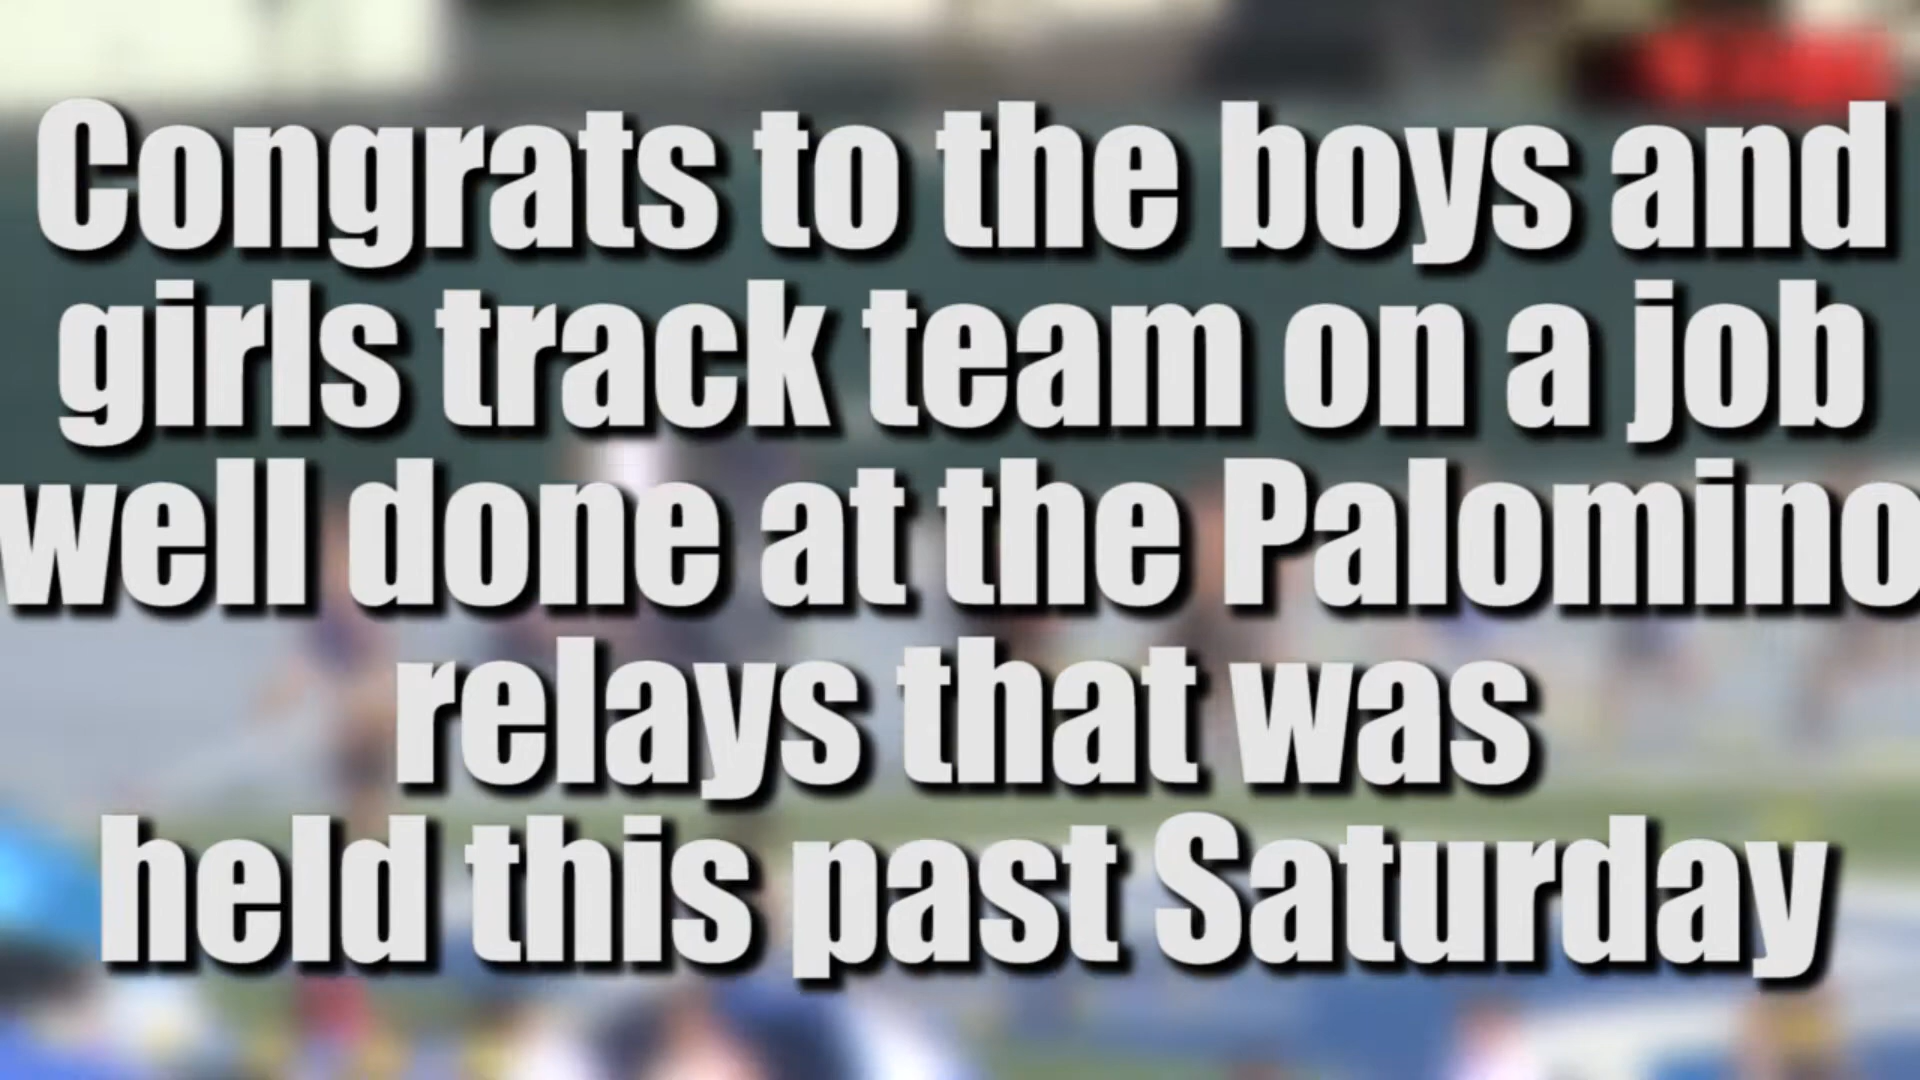 Congrats to the boys and
girls track team on a job
well done at the Palomino
relays that was
held this past Saturday